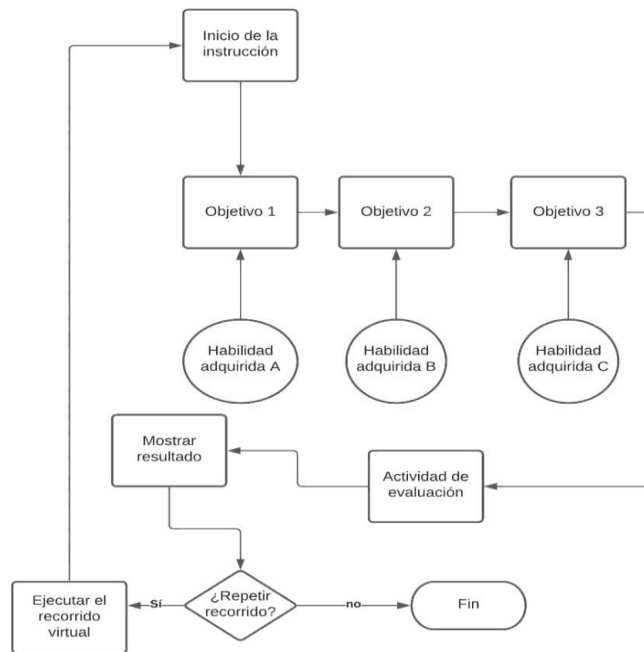 Inicio de la
instrucción
Objetivo 1
Objetivo 2
Objetivo 3
Habilidad
adquirida A
Habilidad
adquirida B
Habilidad
adquirida C
Mostrar
resultado
Actividad de
evaluación
Ejecutar el
recorrido
virtual
Sí
¿Repetir
recorrido?
no
Fin